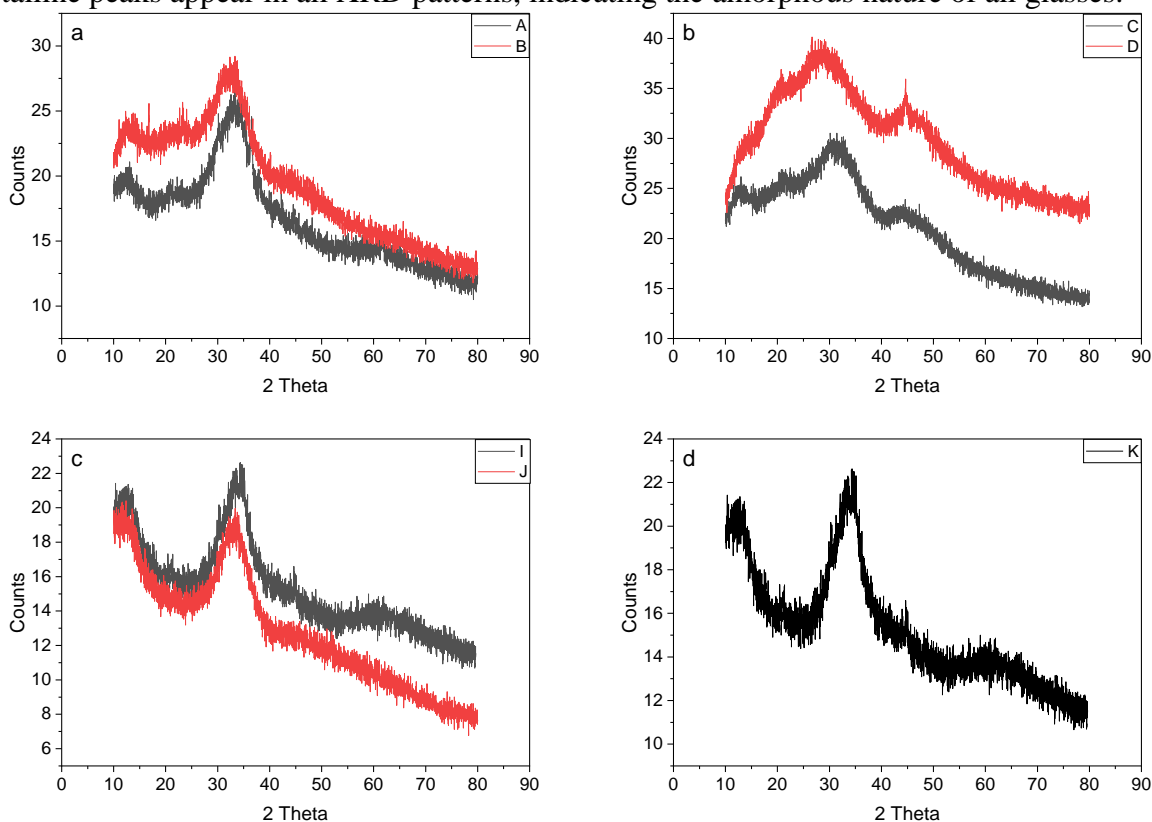 peaks appear in all XRD patterns, indicating the amorphous nature of all glasses.
a
A
B
30
25
20
15
10
Counts
0 10 20 30 40 50 60 70 80 90
2 Theta
b
C
D
40
35
30
25
20
15
10
Counts
0 10 20 30 40 50 60 70 80 90
2 Theta
c
I
J
24
22
20
18
16
14
12
10
8
6
Counts
0 10 20 30 40 50 60 70 80 90
2 Theta
d
K
24
22
20
18
16
14
12
10
Counts
0 10 20 30 40 50 60 70 80 90
2 Theta